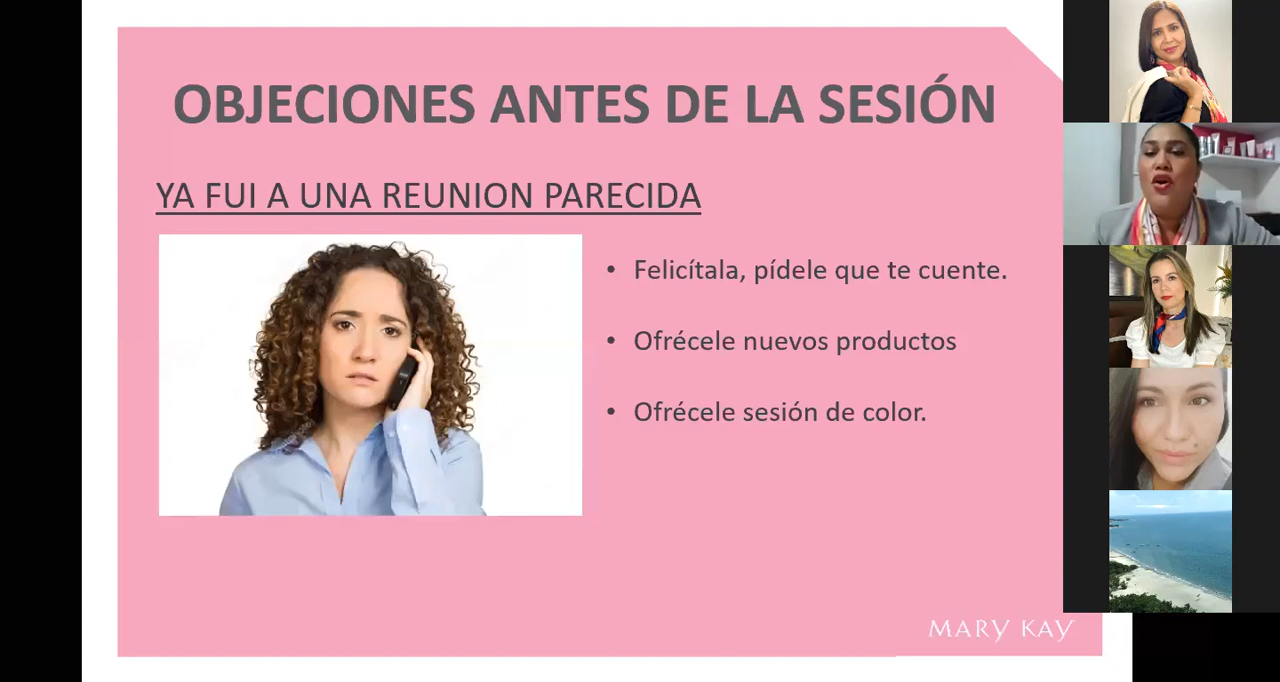 OBJECIONES ANTES DE LA SESIÓN
YA FUI A UNA REUNION PARECIDA
• Felicítala, pídele que te cuente.
• Ofrécele nuevos productos
• Ofrécele sesión de color.
MARY KAY